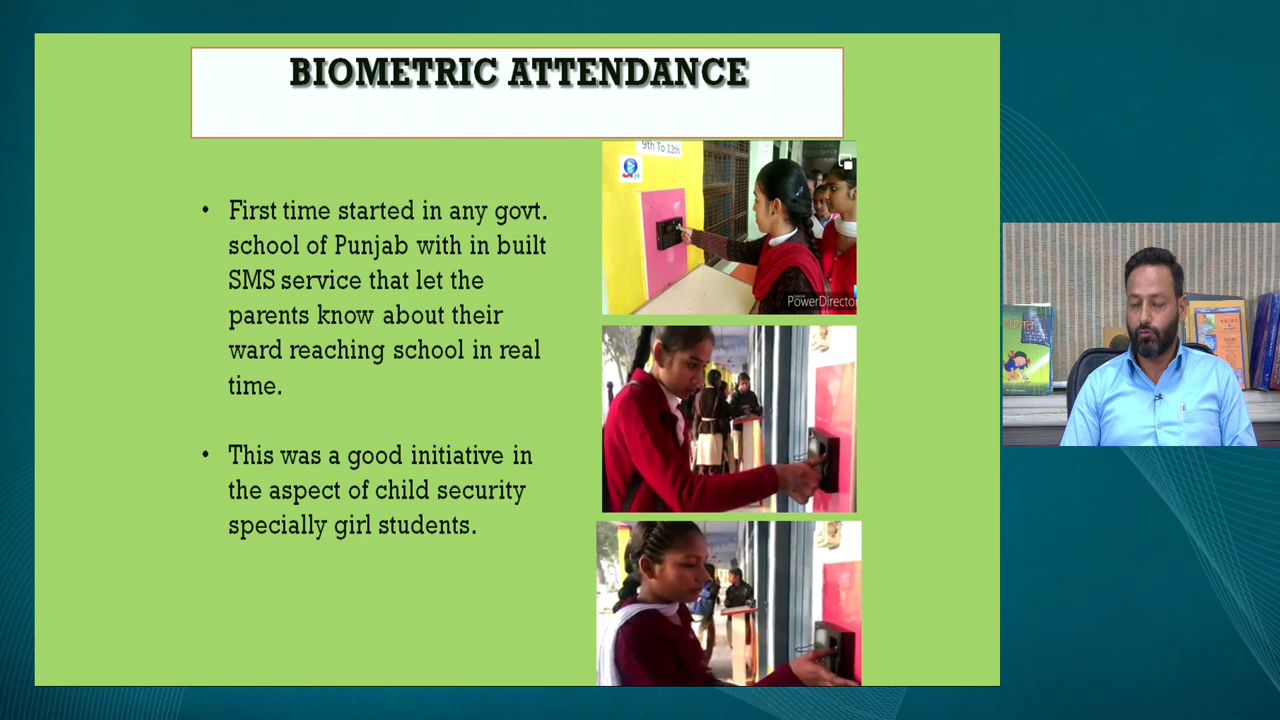 BIOMETRIC ATTENDANCE
• First time started in any govt.
school of Punjab with in built
SMS service that let the
parents know about their
ward reaching school in real
time.
• This was a good initiative in
the aspect of child security
specially girl students.
9th To 12th
PowerDirector